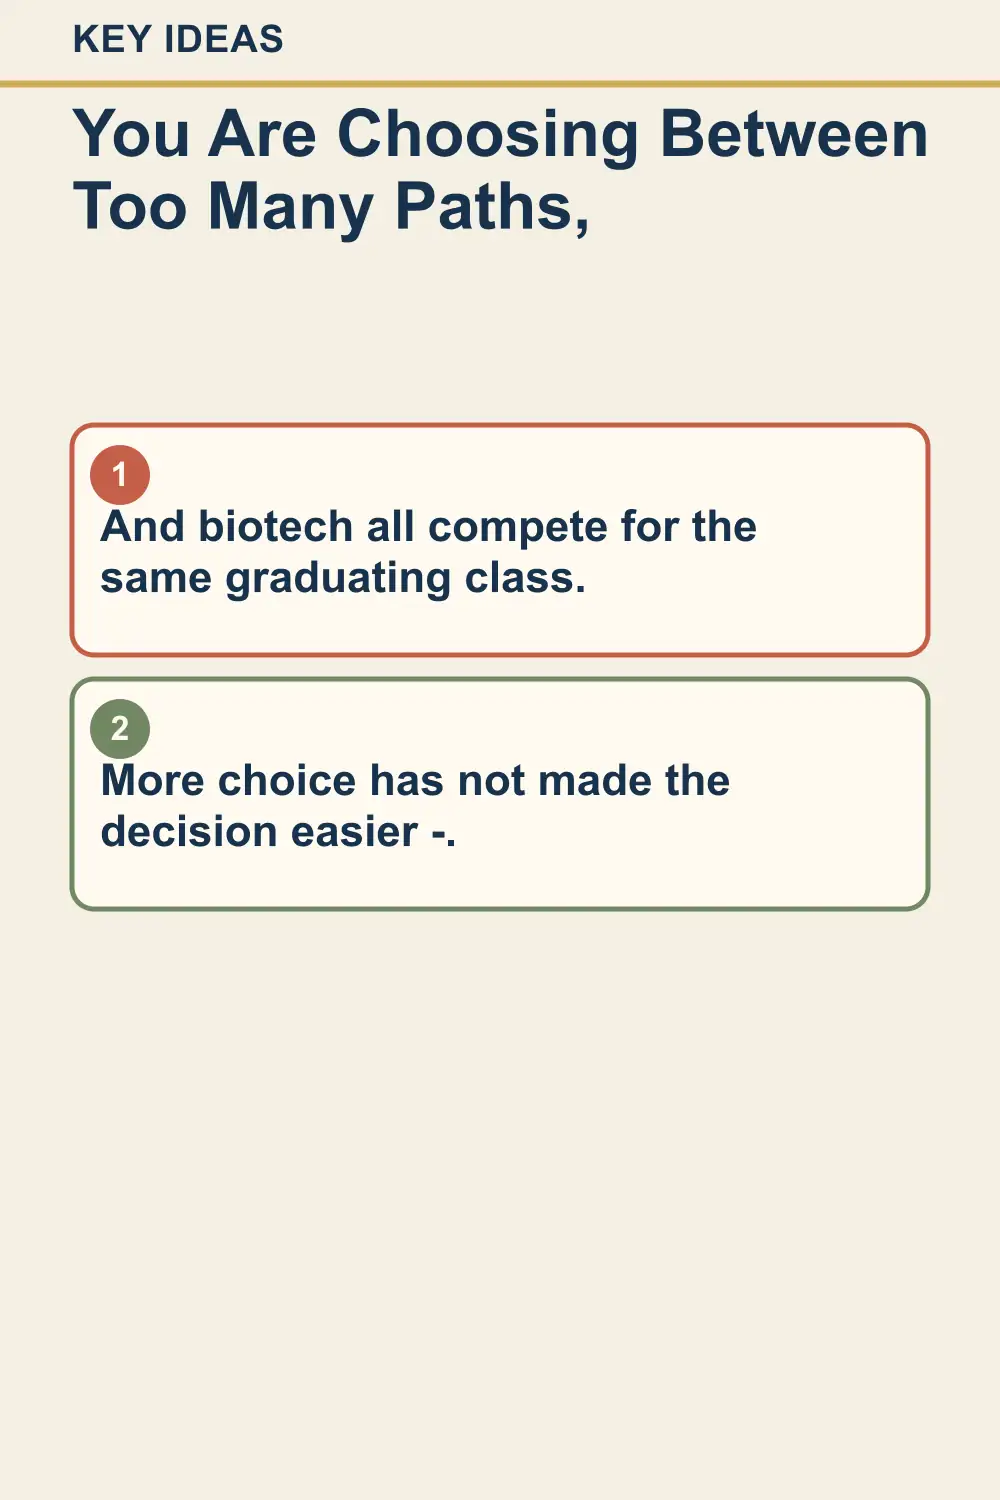 KEY IDEAS
You Are Choosing Between
Too Many Paths,
1
And biotech all compete for the
same graduating class.
2
More choice has not made the
decision easier -.